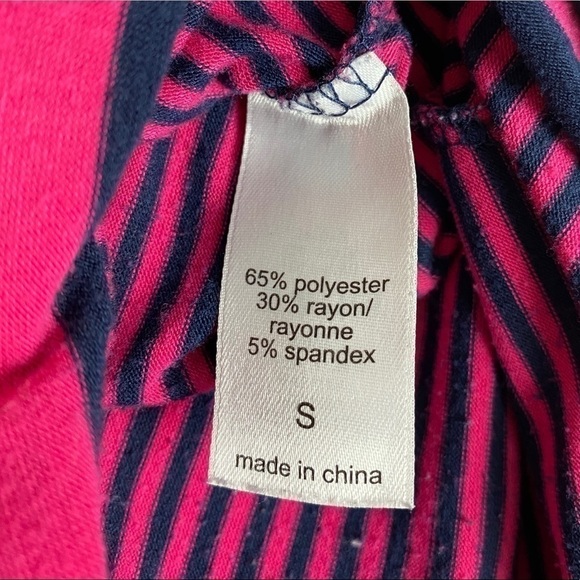 65% polyester
30% rayon/
rayonne
5% spandex
S
made in china